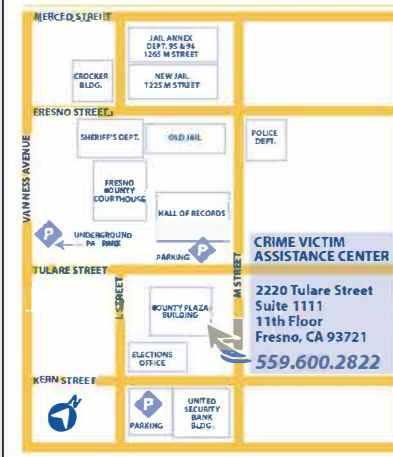 MERCED STREET
JAIL ANNEX
DEPT. 95 & 96
1265 M STREET
CROCKER
BLDG.
NEW JAIL
1225 M STREET
FRESNO STREET
SHERIFF'S DEPT.
OLD JAIL
POLICE
DEPT.
VAN NESS AVENUE
FRESNO
COUNTY
COURTHOUSE
HALL OF RECORDS
P
UNDERGROUND
PARK
P
PARKING
TULARE STREET
L STREET
M STREET
CRIME VICTIM
ASSISTANCE CENTER
2220 Tulare Street
Suite 1111
11th Floor
Fresno, CA 93721
559.600.2822
COUNTY PLAZA
BUILDING
ELECTIONS
OFFICE
KERN STREET
N
P
PARKING
UNITED
SECURITY
BANK
BLDG.